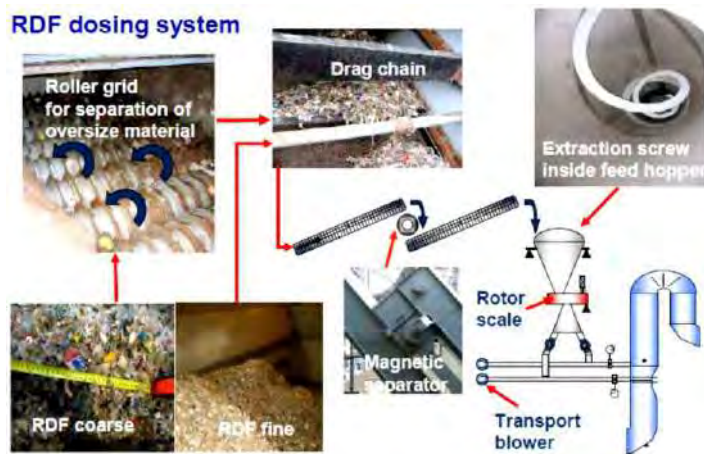 RDF dosing system
Roller grid
for separation of
oversize material
Drag chain
Extraction screw
inside feed hopper
Rotor
scale
Magnetic
separator
RDF coarse
RDF fine
Transport
blower